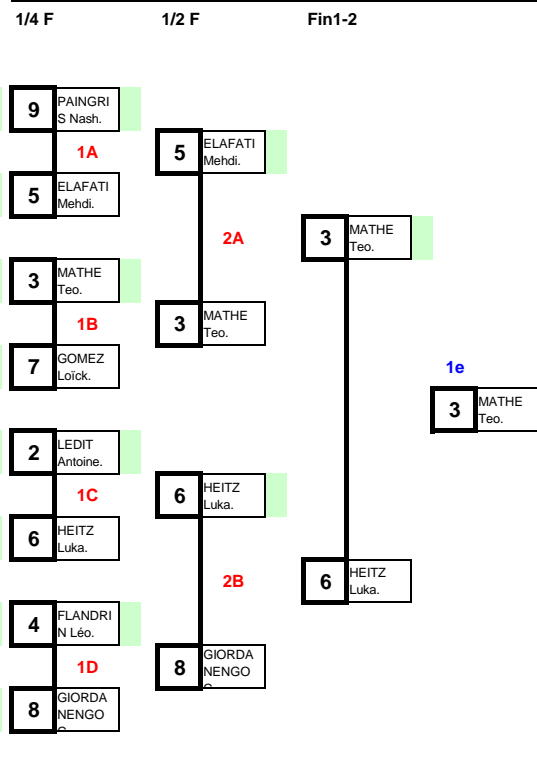 1/4 F 1/2 F Fin1-2
9 PAINGRI
S Nash.
1A
5 ELAFATI
Mehdi.
5 ELAFATI
Mehdi.
2A
3 MATHE
Teo.
3 MATHE
Teo.
1B
7 GOMEZ
Loïck.
3 MATHE
Teo.
1e
3 MATHE
Teo.
2 LEDIT
Antoine.
1C
6 HEITZ
Luka.
6 HEITZ
Luka.
2B
6 HEITZ
Luka.
4 FLANDRI
N Léo.
1D
8 GIORDA
NENGO
8 GIORDA
NENGO